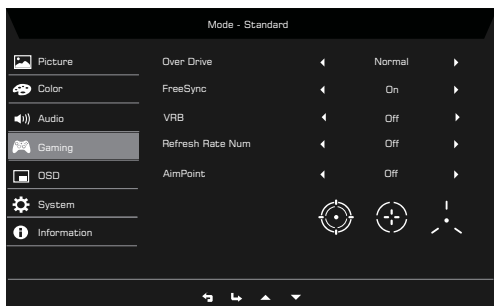 Mode - Standard
Picture
Over Drive Normal
Color
FreeSync On
Audio
VRB Off
Gaming
Refresh Rate Num Off
OSD
AimPoint Off
System
Information